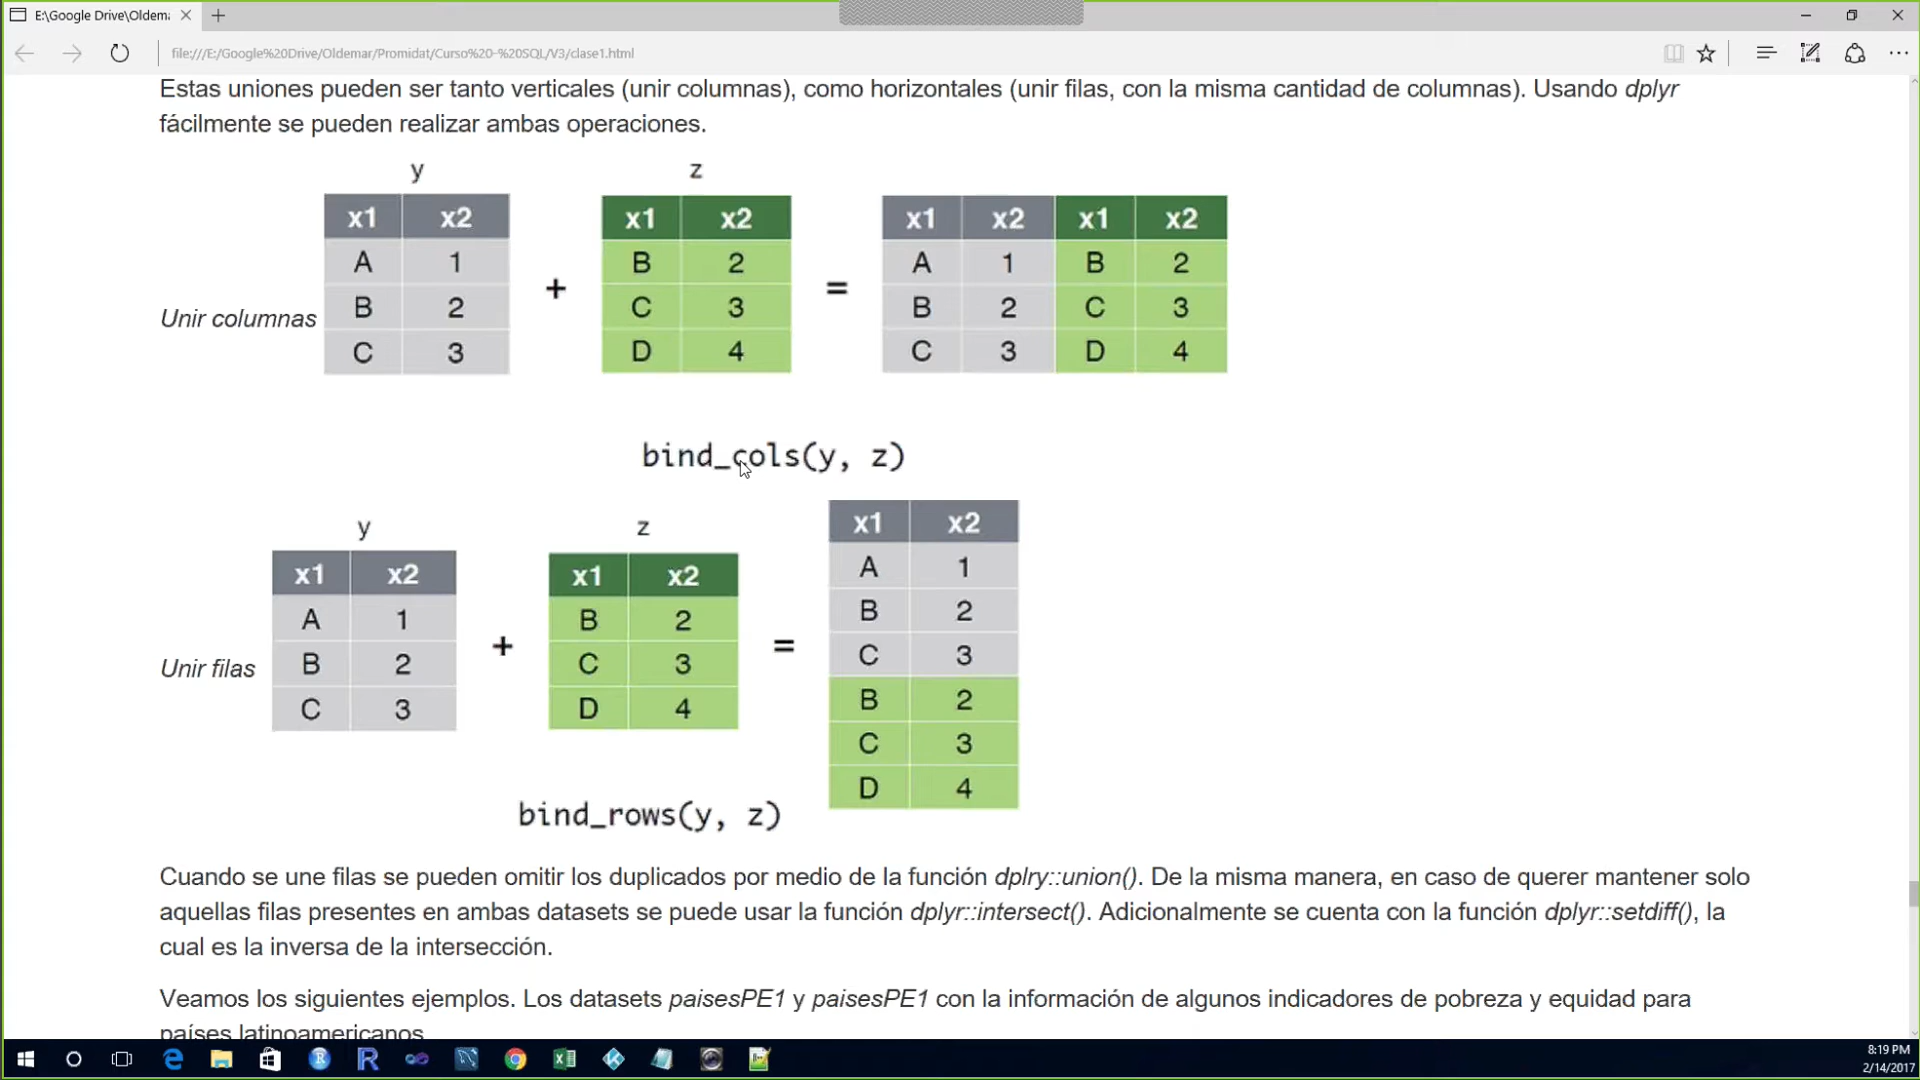 E:\Google Drive\Oldema
file:///E:/Google%20Drive/Oldemar/Promidat/Curso%20-%20SQL/V3/clase1.html
Estas uniones pueden ser tanto verticales (unir columnas), como horizontales (unir filas, con la misma cantidad de columnas). Usando dplyr
fácilmente se pueden realizar ambas operaciones.
y z
x1 x2 x1 x2 x1 x2 x1 x2
A 1 B 2 A 1 B 2
Unir columnas B 2 + C 3 = B 2 C 3
C 3 D 4 C 3 D 4
bind_cols(y, z)
y z
x1 x2
x1 x2 x1 x2 A 1
A 1 B 2 B 2
Unir filas B 2 + C 3 = C 3
C 3 D 4 B 2
C 3
D 4
bind_rows(y, z)
Cuando se une filas se pueden omitir los duplicados por medio de la función dplry::union(). De la misma manera, en caso de querer mantener solo
aquellas filas presentes en ambas datasets se puede usar la función dplyr::intersect(). Adicionalmente se cuenta con la función dplyr::setdiff(), la
cual es la inversa de la intersección.
Veamos los siguientes ejemplos. Los datasets paisesPE1 y paisesPE1 con la información de algunos indicadores de pobreza y equidad para
países latinoamericanos
8:19 PM
2/14/2017